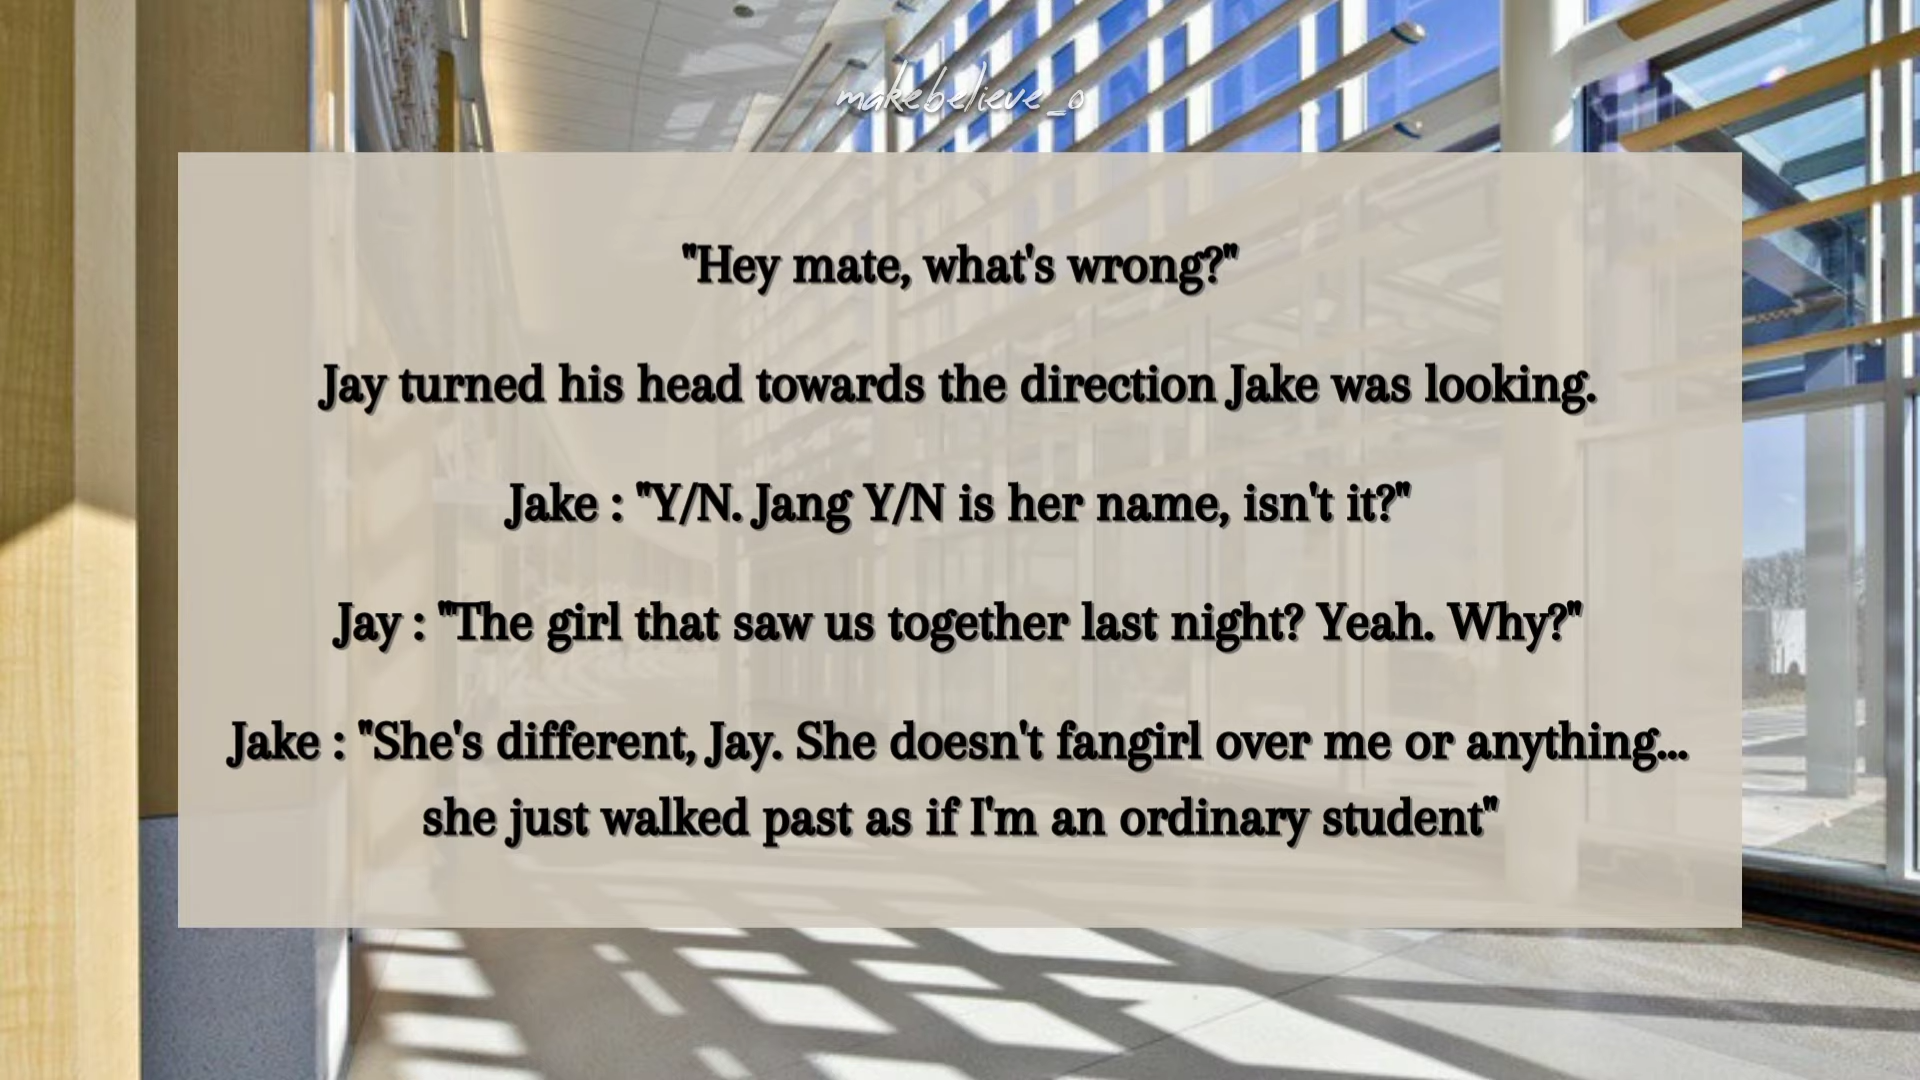 makebelieve_o
"Hey mate, what's wrong?"
Jay turned his head towards the direction Jake was looking.
Jake : "Y/N. Jang Y/N is her name, isn't it?"
Jay : "The girl that saw us together last night? Yeah. Why?"
Jake : "She's different, Jay. She doesn't fangirl over me or anything...
she just walked past as if I'm an ordinary student"